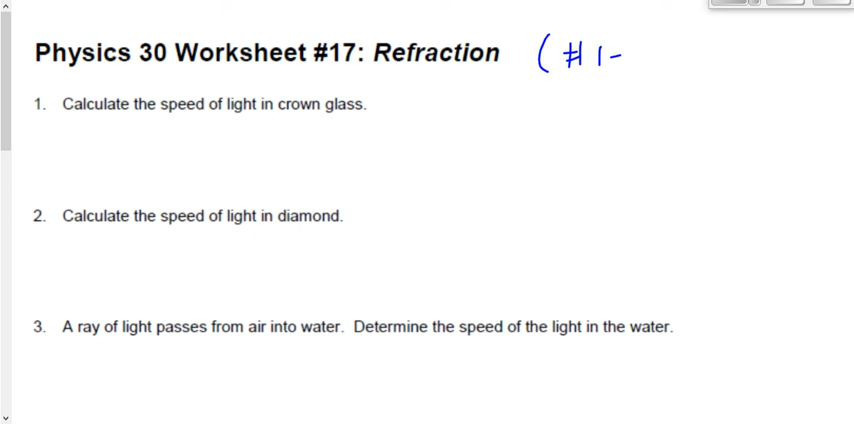 Physics 30 Worksheet #17: Refraction (#1-
1. Calculate the speed of light in crown glass.
2. Calculate the speed of light in diamond.
3. A ray of light passes from air into water. Determine the speed of the light in the water.